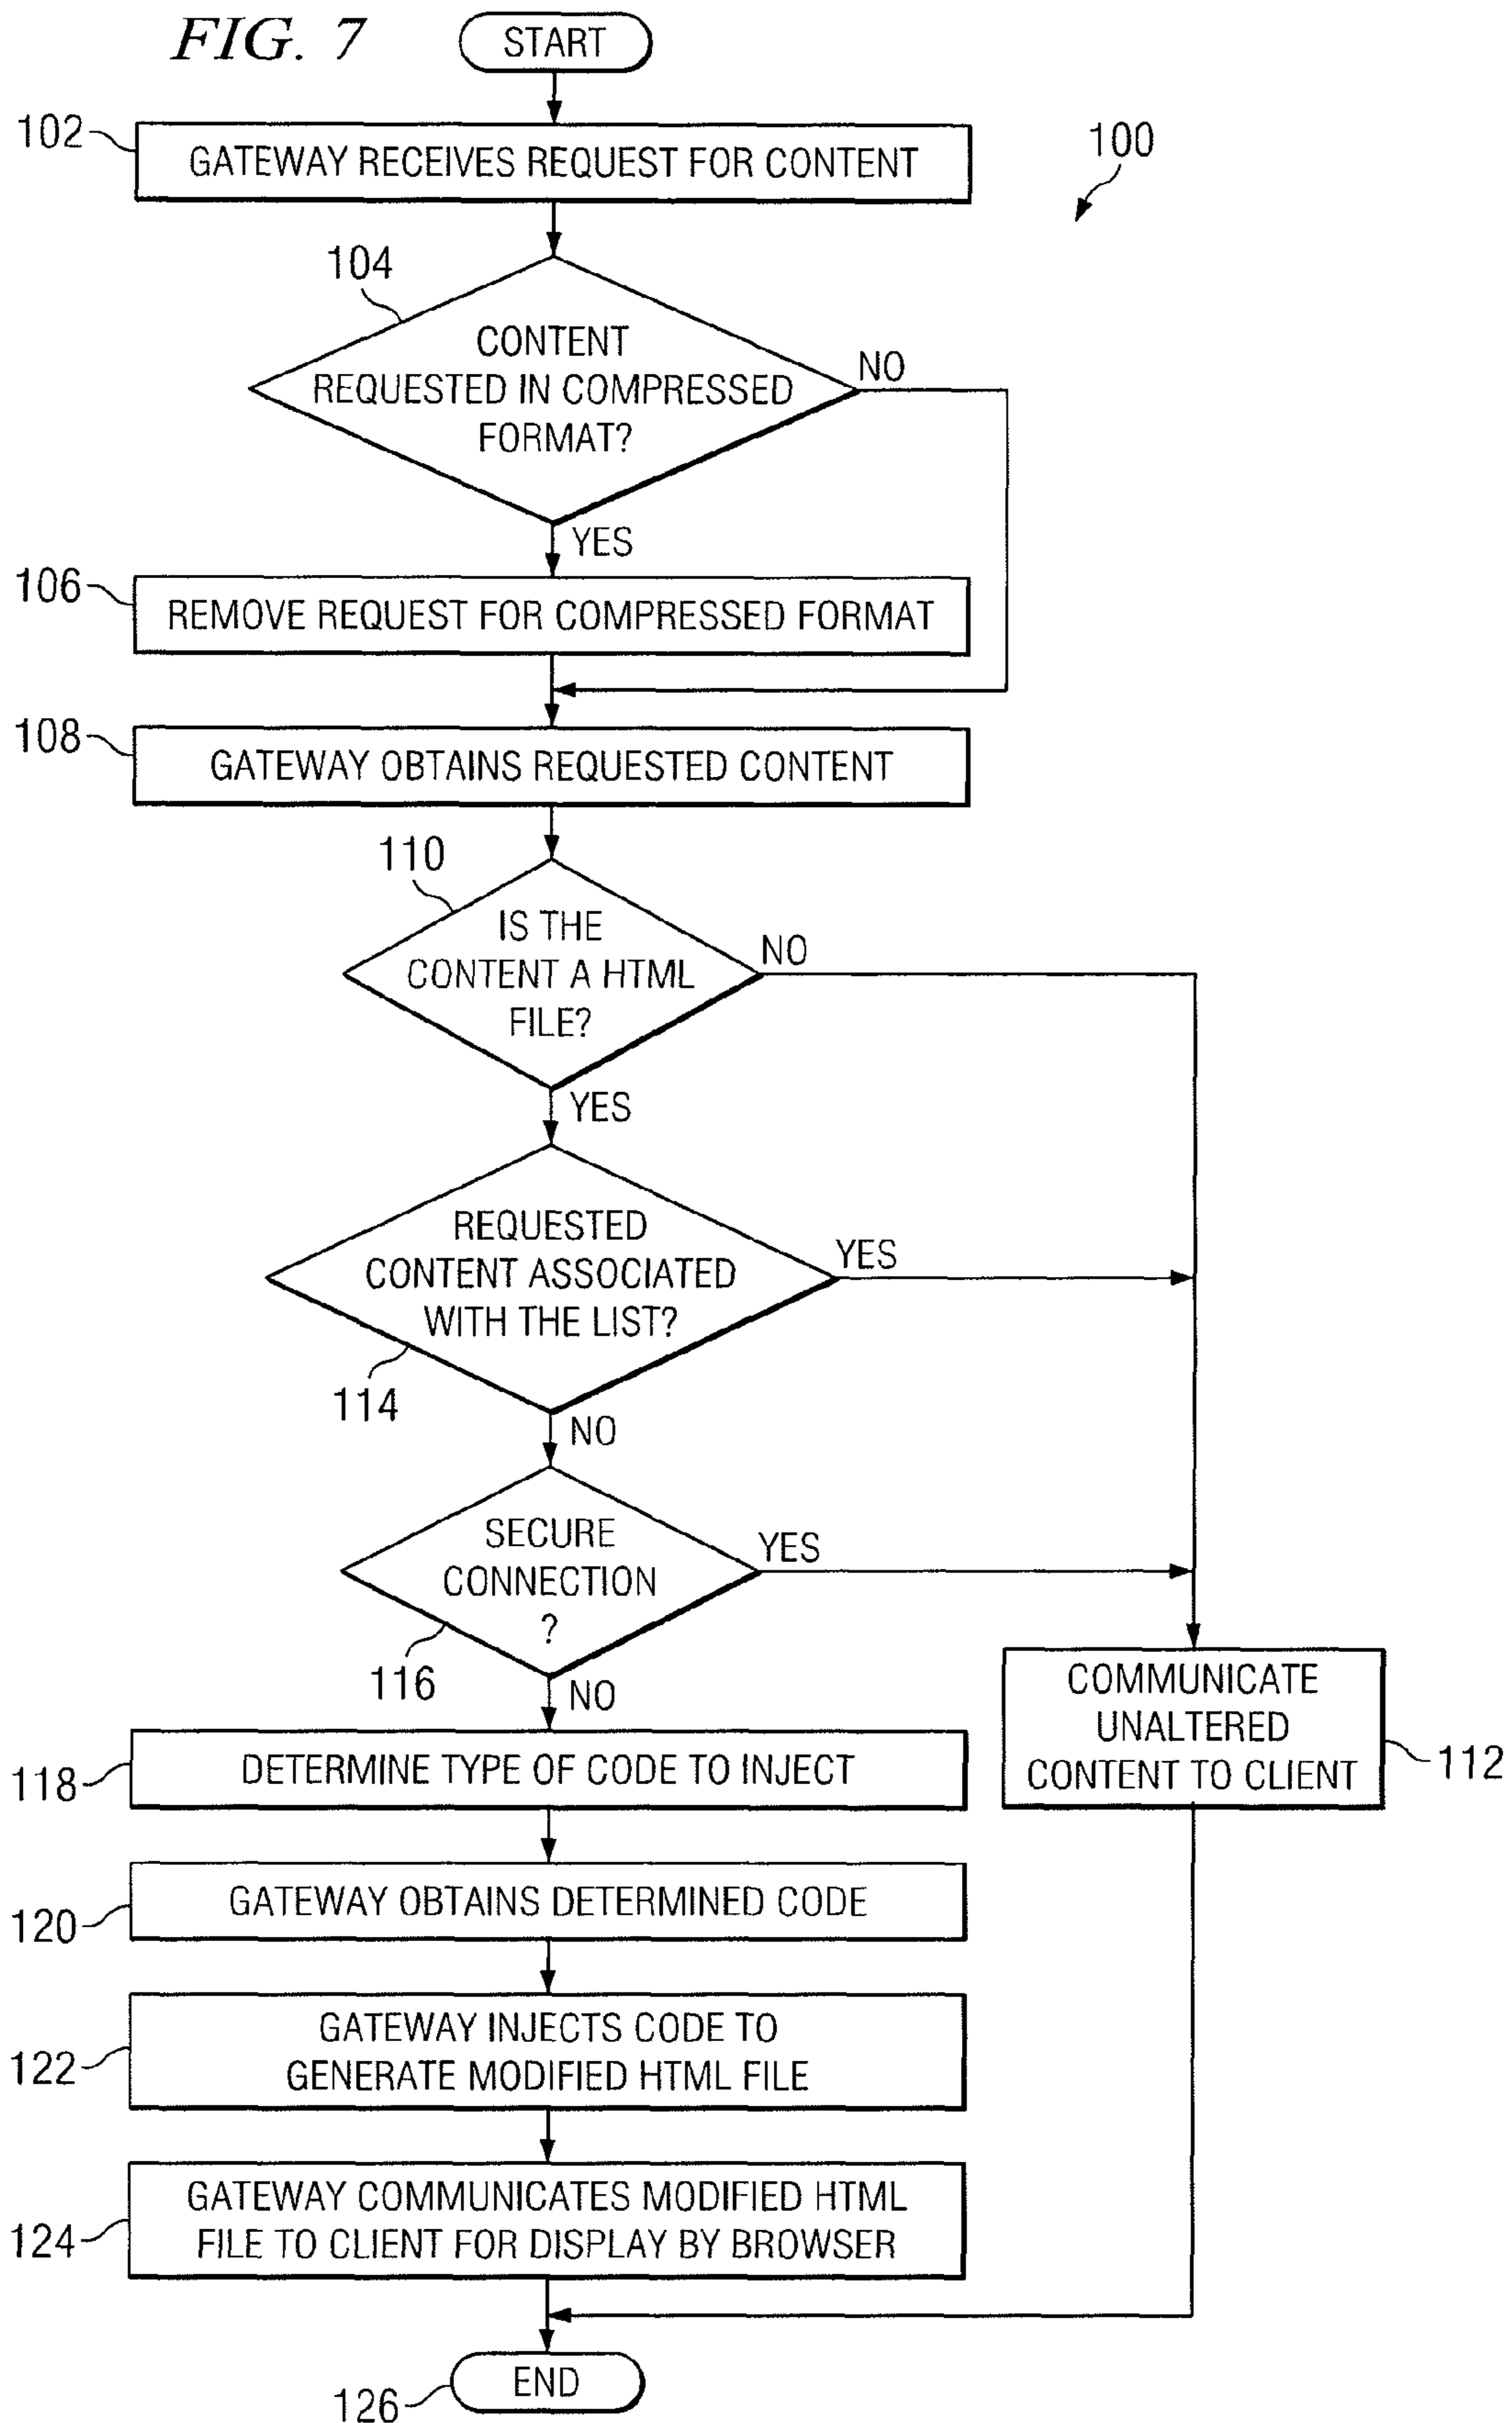 FIG. 7
START
102
GATEWAY RECEIVES REQUEST FOR CONTENT
100
104
CONTENT
REQUESTED IN COMPRESSED
FORMAT?
NO
YES
106
REMOVE REQUEST FOR COMPRESSED FORMAT
108
GATEWAY OBTAINS REQUESTED CONTENT
110
IS THE
CONTENT A HTML
FILE?
NO
YES
REQUESTED
CONTENT ASSOCIATED
WITH THE LIST?
YES
114
NO
SECURE
CONNECTION
?
YES
116
NO
COMMUNICATE
UNALTERED
CONTENT TO CLIENT
112
118
DETERMINE TYPE OF CODE TO INJECT
120
GATEWAY OBTAINS DETERMINED CODE
122
GATEWAY INJECTS CODE TO
GENERATE MODIFIED HTML FILE
124
GATEWAY COMMUNICATES MODIFIED HTML
FILE TO CLIENT FOR DISPLAY BY BROWSER
END
126